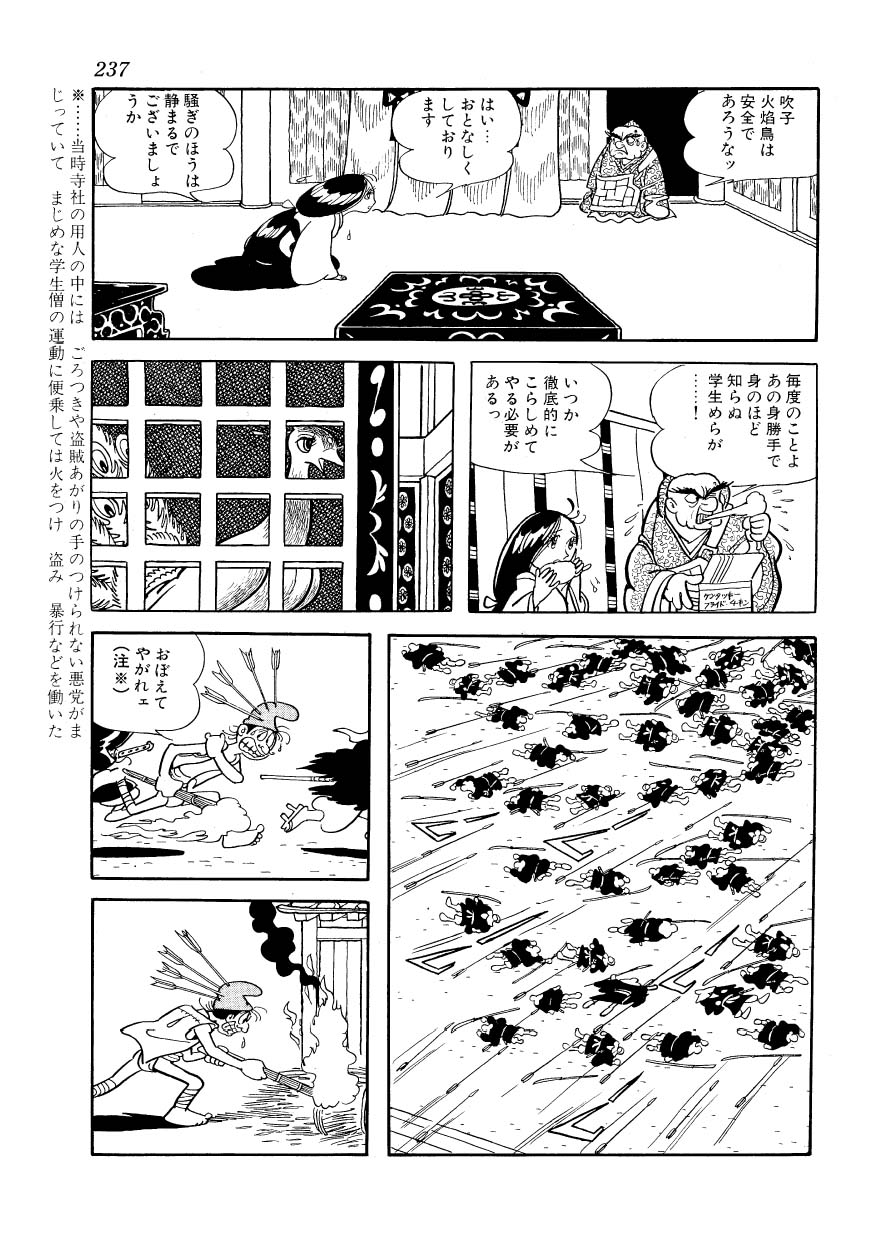 237
吹子
火焰鳥は
安全で
あろうなッ
はい…
おとなしく
しており
ます
騒ぎのほうは
静まるで
ございましょ
うか
毎度のことよ
あの身勝手で
身のほど
知らぬ
学生めらが
……！
いつか
徹底的に
こらしめて
やる必要が
あるっ
ケンタッキー
フライド・チキン
おぼえて
やがれェ
（注※）
※……当時寺社の用人の中には　ごろつきや盗賊あがりの手のつけられない悪党がま
じっていて　まじめな学生僧の運動に便乗しては火をつけ　盗み　暴行などを働いた